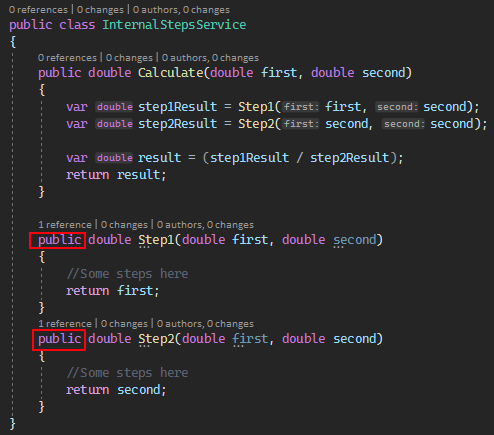 0 references | 0 changes | 0 authors, 0 changes
public class InternalStepsService
{
0 references | 0 changes | 0 authors, 0 changes
public double Calculate(double first, double second)
{
var double step1Result = Step1(first: first, second: second);
var double step2Result = Step2(first: second, second: second);
var double result = (step1Result / step2Result);
return result;
}
1 reference | 0 changes | 0 authors, 0 changes
public double Step1(double first, double second)
{
//Some steps here
return first;
}
1 reference | 0 changes | 0 authors, 0 changes
public double Step2(double first, double second)
{
//Some steps here
return second;
}
}